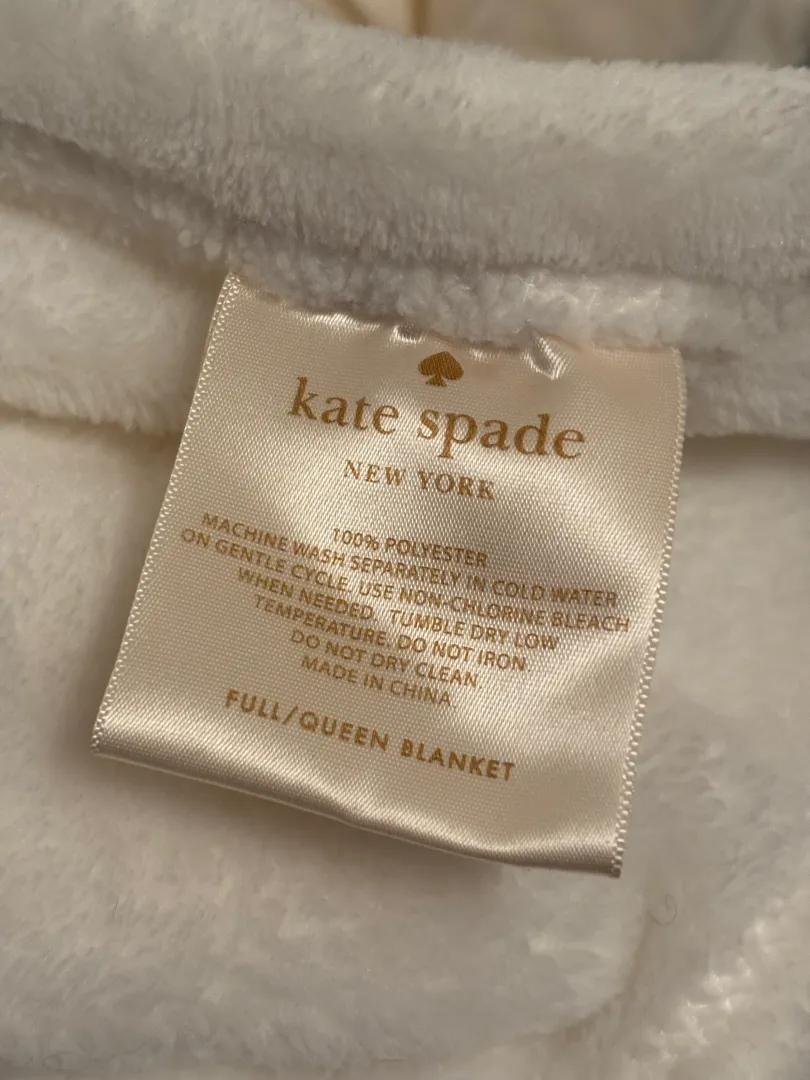 kate spade
NEW YORK
100% POLYESTER
MACHINE WASH SEPARATELY IN COLD WATER
ON GENTLE CYCLE. USE NON-CHLORINE BLEACH
WHEN NEEDED. TUMBLE DRY LOW
TEMPERATURE. DO NOT IRON
DO NOT DRY CLEAN.
MADE IN CHINA.
FULL/QUEEN BLANKET